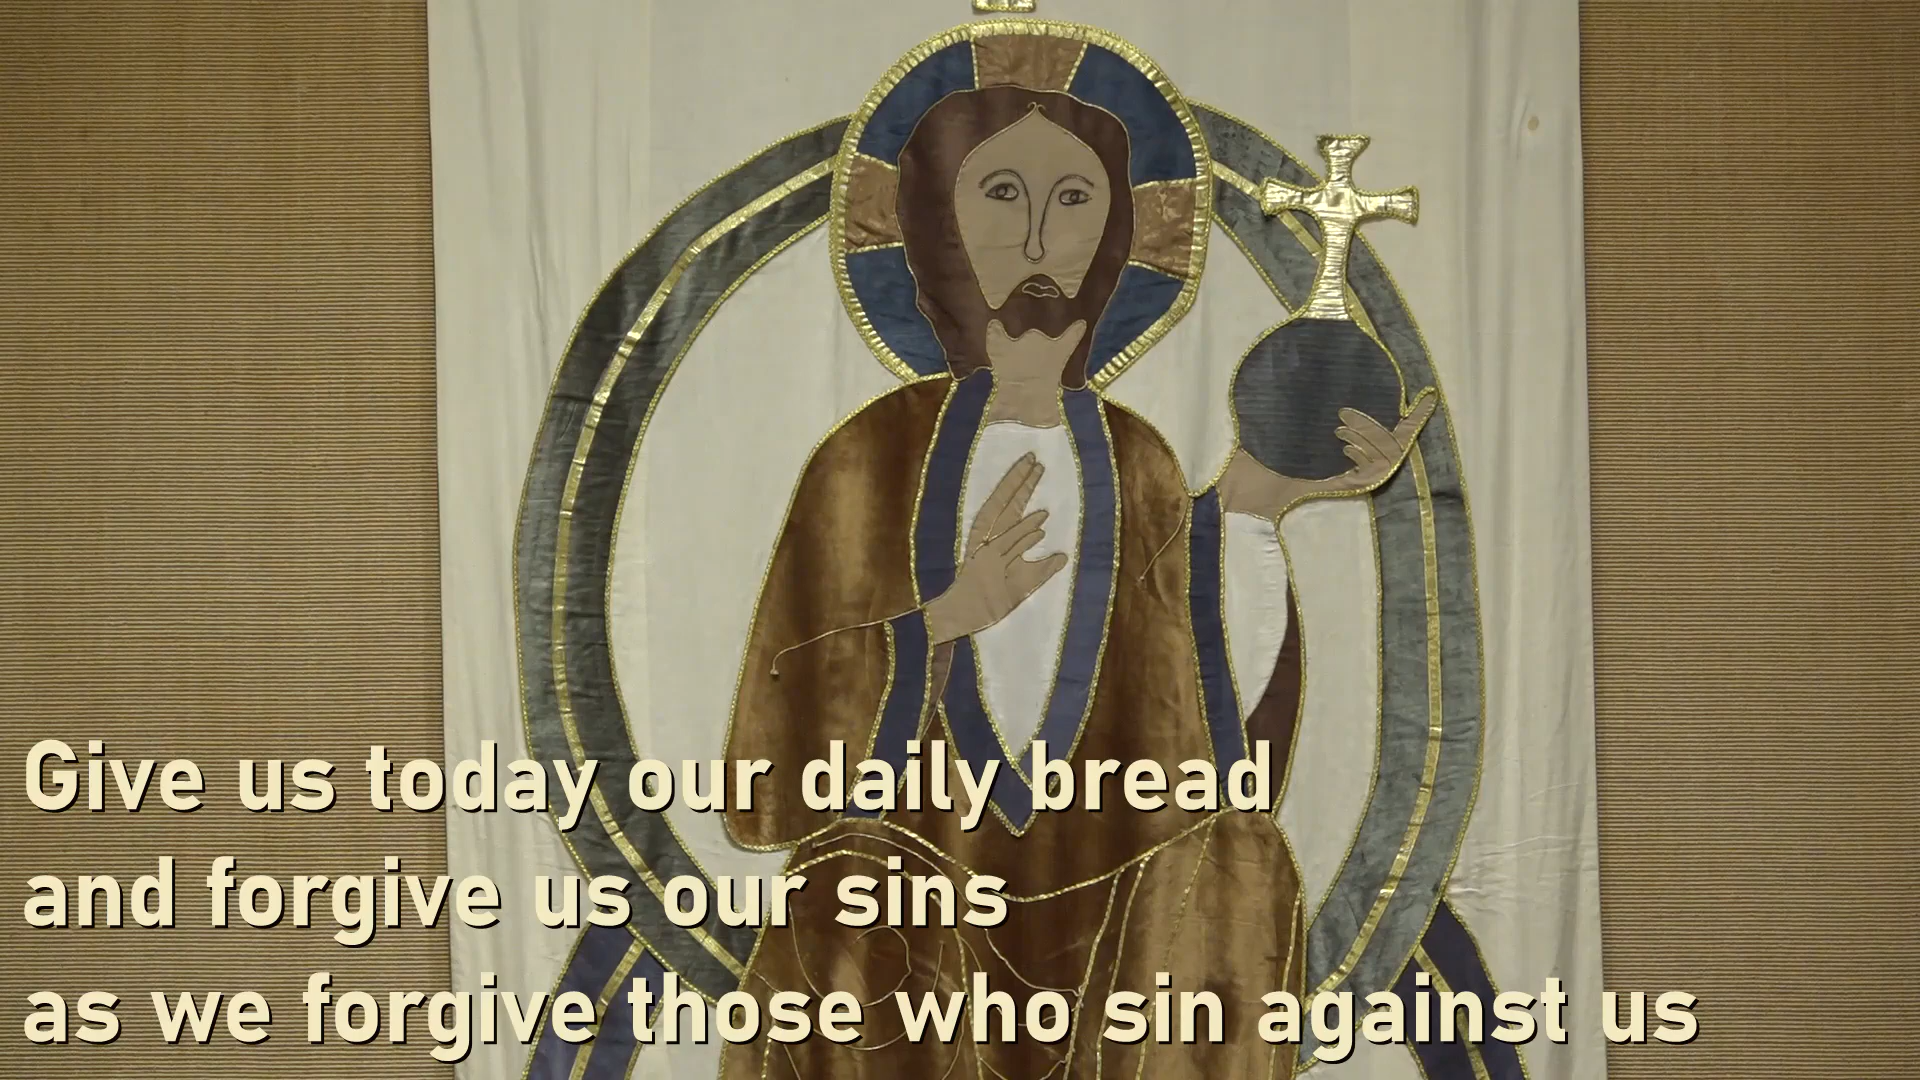 Give us today our daily bread
and forgive us our sins
as we forgive those who sin against us